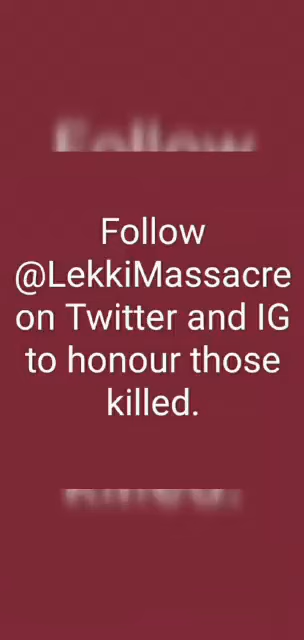 Follow
@LekkiMassacre
on Twitter and IG
to honour those
killed.